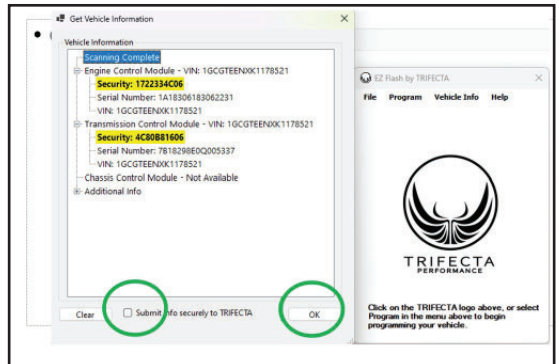 Get Vehicle Information
Vehicle Information
Scanning Complete
Engine Control Module - VIN: 1GCGTEENXK1178521
Security: 1722334C06
Serial Number: 1A18306183062231
VIN: 1GCGTEENXK1178521
Transmission Control Module - VIN: 1GCGTEENXK1178521
Security: 4C80B81606
Serial Number: 7818298E0Q005337
VIN: 1GCGTEENXK1178521
Chassis Control Module - Not Available
Additional Info
Clear
Submit info securely to TRIFECTA
OK
EZ Flash by TRIFECTA
File Program Vehicle Info Help
TRIFECTA
PERFORMANCE
Click on the TRIFECTA logo above, or select
Program in the menu above to begin
programming your vehicle.